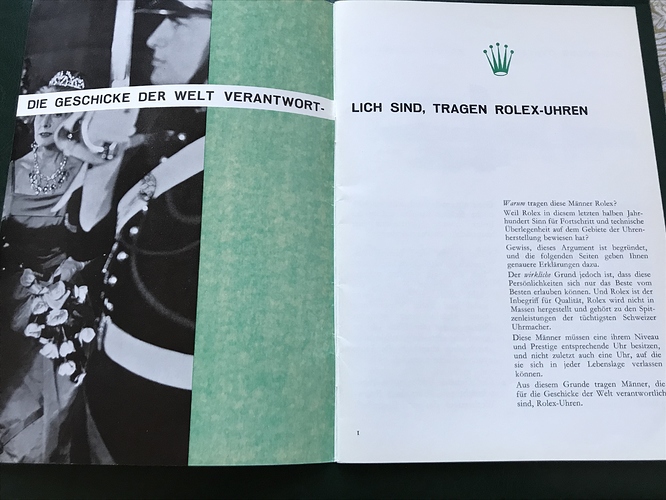 DIE GESCHICKE DER WELT VERANTWORT-
LICH SIND, TRAGEN ROLEX-UHREN
Warum tragen diese Männer Rolex?
Weil Rolex in diesem letzten halben Jahr-
hundert Sinn für Fortschritt und technische
Überlegenheit auf dem Gebiete der Uhren-
herstellung bewiesen hat?
Gewiss, dieses Argument ist begründet,
und die folgenden Seiten geben Ihnen
genauere Erklärungen dazu.
Der wirkliche Grund jedoch ist, dass diese
Persönlichkeiten sich nur das Beste vom
Besten erlauben können. Und Rolex ist der
Inbegriff für Qualität, Rolex wird nicht in
Massen hergestellt und gehört zu den Spit-
zenleistungen der tüchtigsten Schweizer
Uhrmacher.
Diese Männer müssen eine ihrem Niveau
und Prestige entsprechende Uhr besitzen,
und nicht zuletzt auch eine Uhr, auf die
sie sich in jeder Lebenslage verlassen
können.
Aus diesem Grunde tragen Männer, die
für die Geschicke der Welt verantwortlich
sind, Rolex-Uhren.
1